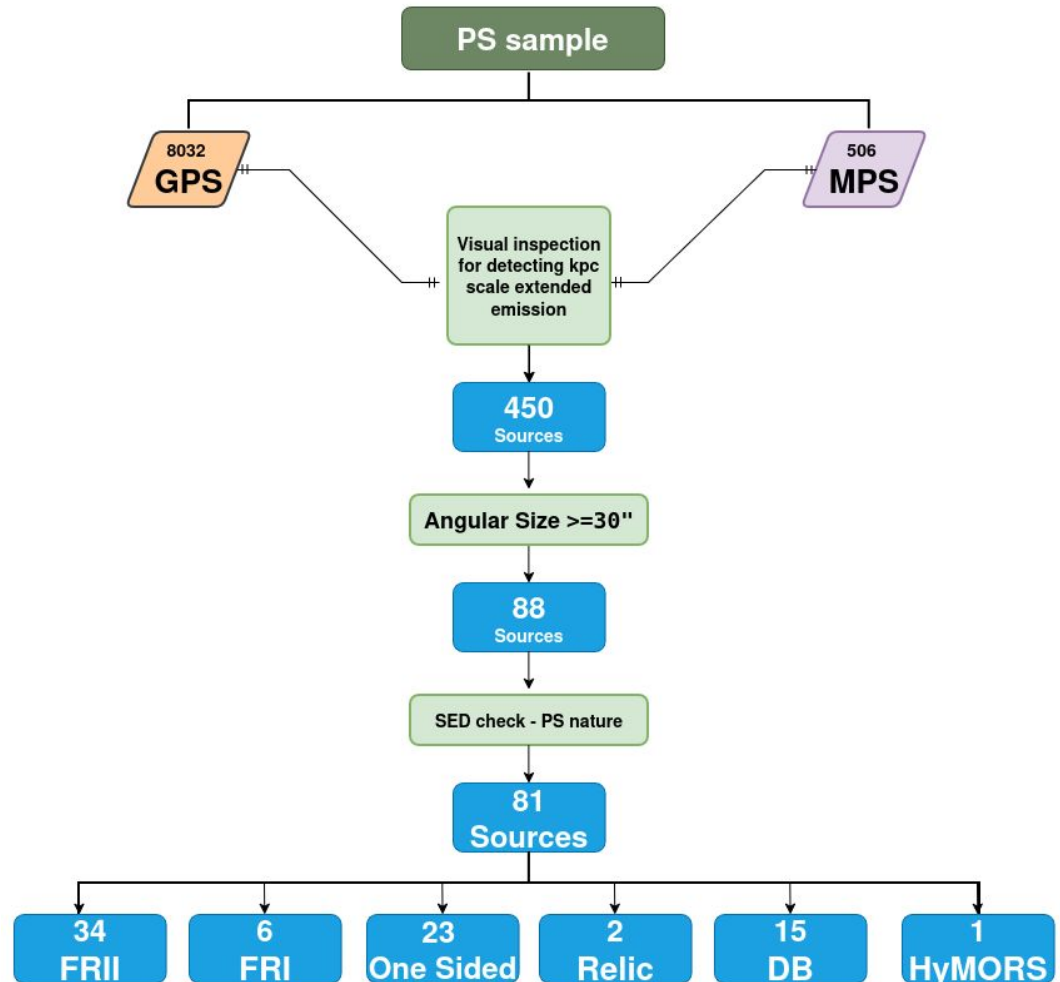 PS sample
8032
GPS
506
MPS
Visual inspection
for detecting kpc
scale extended
emission
450
Sources
Angular Size >=30"
88
Sources
SED check - PS nature
81
Sources
34
FRII
6
FRI
23
One Sided
2
Relic
15
DB
1
HyMORS